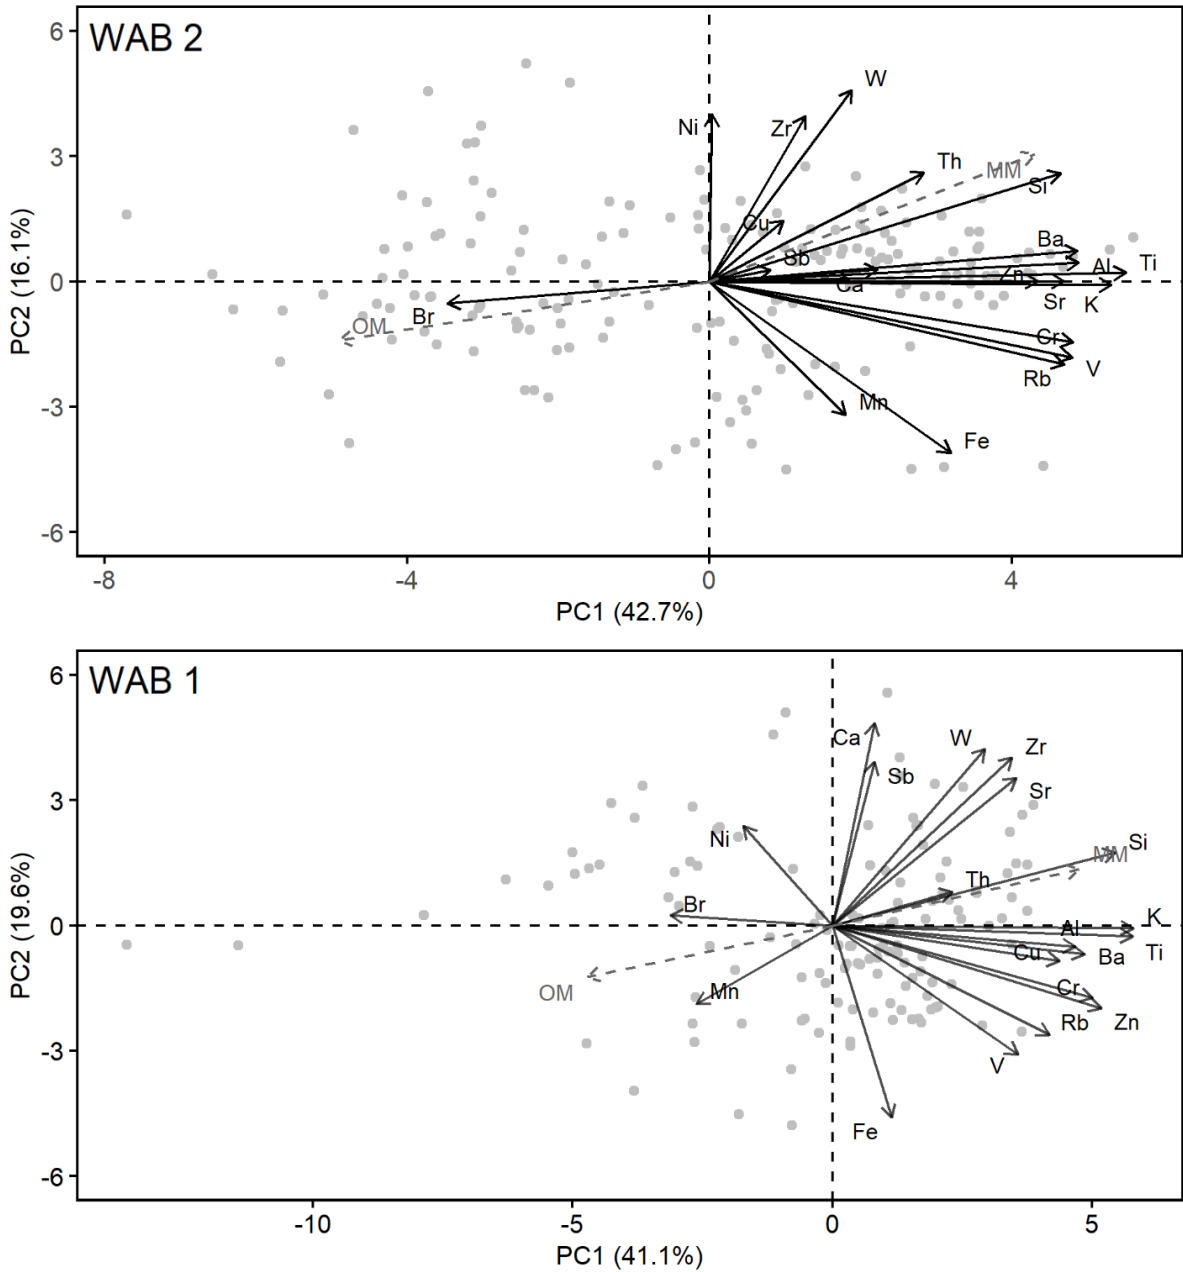 WAB 2
6
3
0
-3
-6
PC2 (16.1%)
W
Ni
Zr
Th
MM
Si
Cu
Ba
Sb
Al
Ti
Zn
Ca
Sr
K
Br
OM
Cr
V
Rb
Mn
Fe
-8
-4
0
4
PC1 (42.7%)
WAB 1
6
3
0
-3
-6
PC2 (19.6%)
Ca
W
Zr
Sb
Sr
Ni
Si
MM
Th
Br
K
Al
Cu
Ba
Ti
OM
Mn
Cr
Rb
Zn
V
Fe
-10
-5
0
5
PC1 (41.1%)